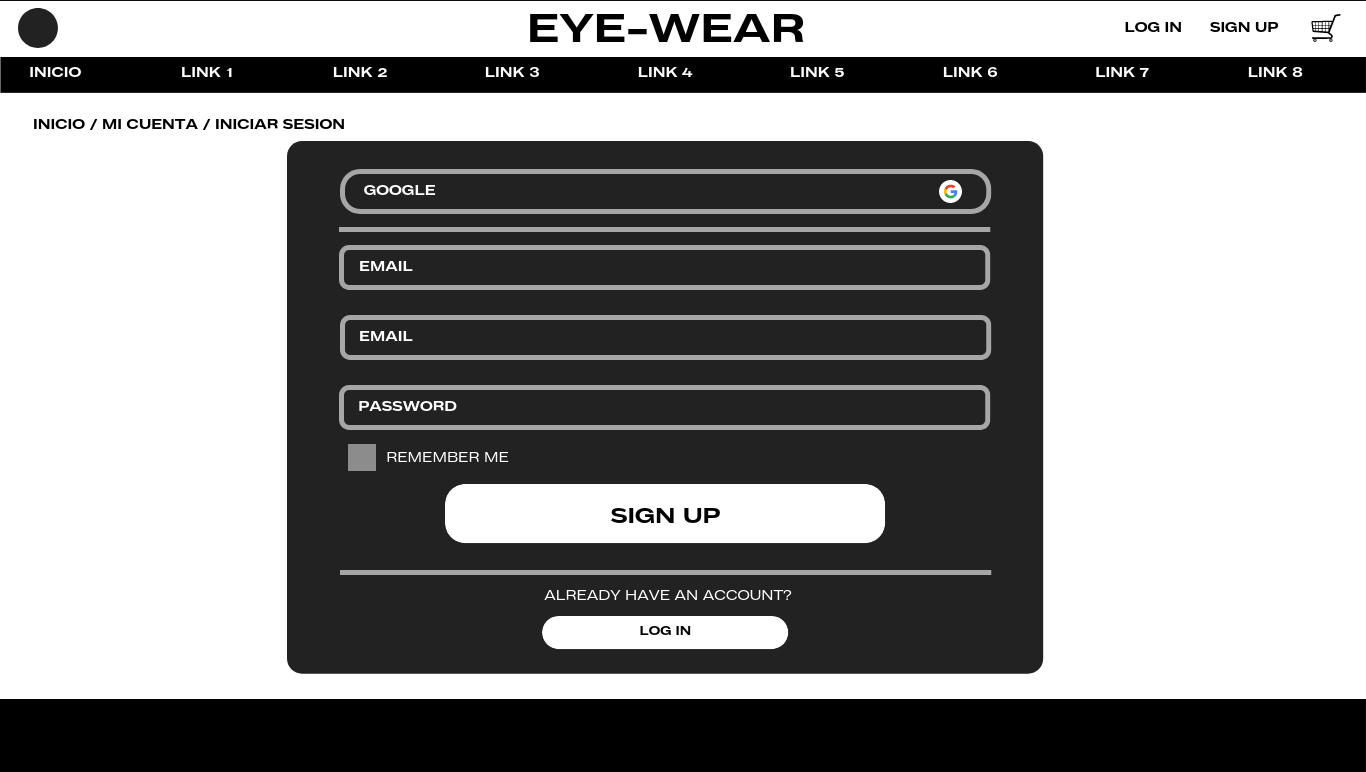 EYE-WEAR
LOG IN SIGN UP
INICIO LINK 1 LINK 2 LINK 3 LINK 4 LINK 5 LINK 6 LINK 7 LINK 8
INICIO / MI CUENTA / INICIAR SESION
GOOGLE
EMAIL
EMAIL
PASSWORD
REMEMBER ME
SIGN UP
ALREADY HAVE AN ACCOUNT?
LOG IN